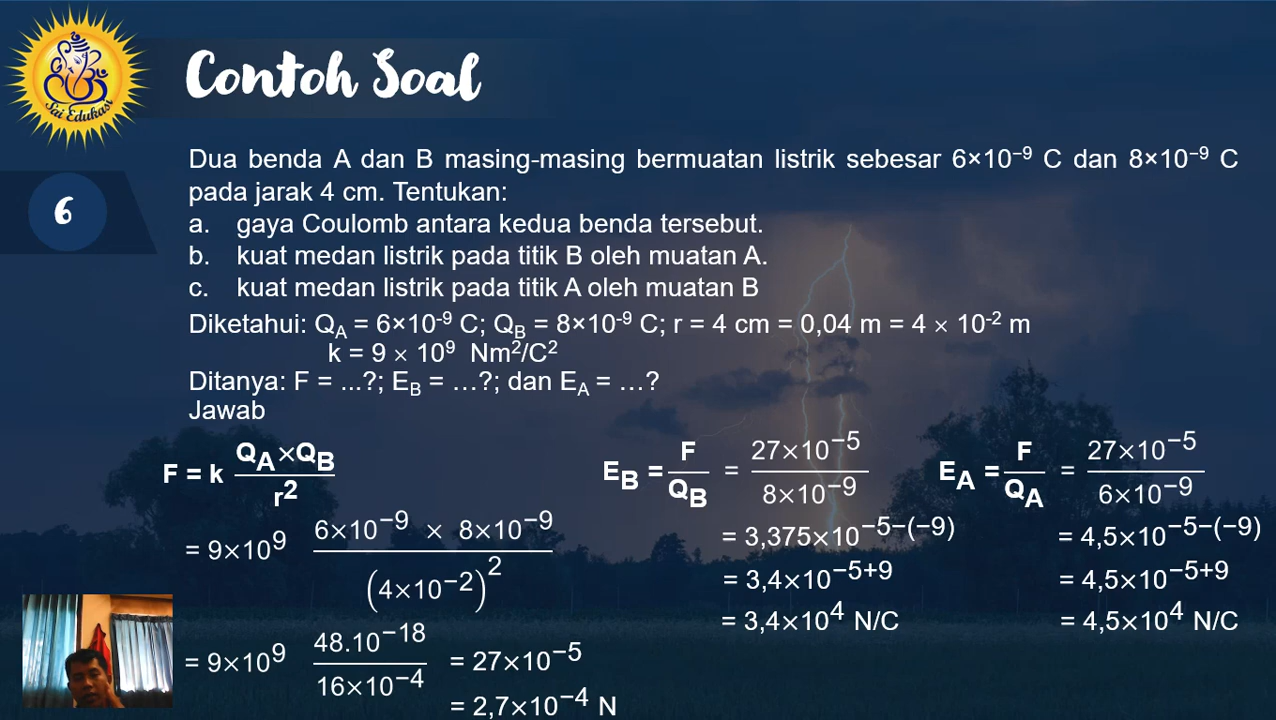 Sai Edukasi
Contoh Soal
6
Dua benda A dan B masing-masing bermuatan listrik sebesar 6×10⁻⁹ C dan 8×10⁻⁹ C
pada jarak 4 cm. Tentukan:
a. gaya Coulomb antara kedua benda tersebut.
b. kuat medan listrik pada titik B oleh muatan A.
c. kuat medan listrik pada titik A oleh muatan B
Diketahui: Q_A = 6×10⁻⁹ C; Q_B = 8×10⁻⁹ C; r = 4 cm = 0,04 m = 4 × 10⁻² m
k = 9 × 10⁹ Nm²/C²
Ditanya: F = ...?; E_B = …?; dan E_A = …?
Jawab
F = k (Q_A×Q_B)/r²
= 9×10⁹ (6×10⁻⁹ × 8×10⁻⁹)/(4×10⁻²)²
= 9×10⁹ (48.10⁻¹⁸)/(16×10⁻⁴) = 27×10⁻⁵
= 2,7×10⁻⁴ N
E_B = F/Q_B = (27×10⁻⁵)/(8×10⁻⁹)
= 3,375×10⁻⁵⁻⁽⁻⁹⁾
= 3,4×10⁻⁵⁺⁹
= 3,4×10⁴ N/C
E_A = F/Q_A = (27×10⁻⁵)/(6×10⁻⁹)
= 4,5×10⁻⁵⁻⁽⁻⁹⁾
= 4,5×10⁻⁵⁺⁹
= 4,5×10⁴ N/C